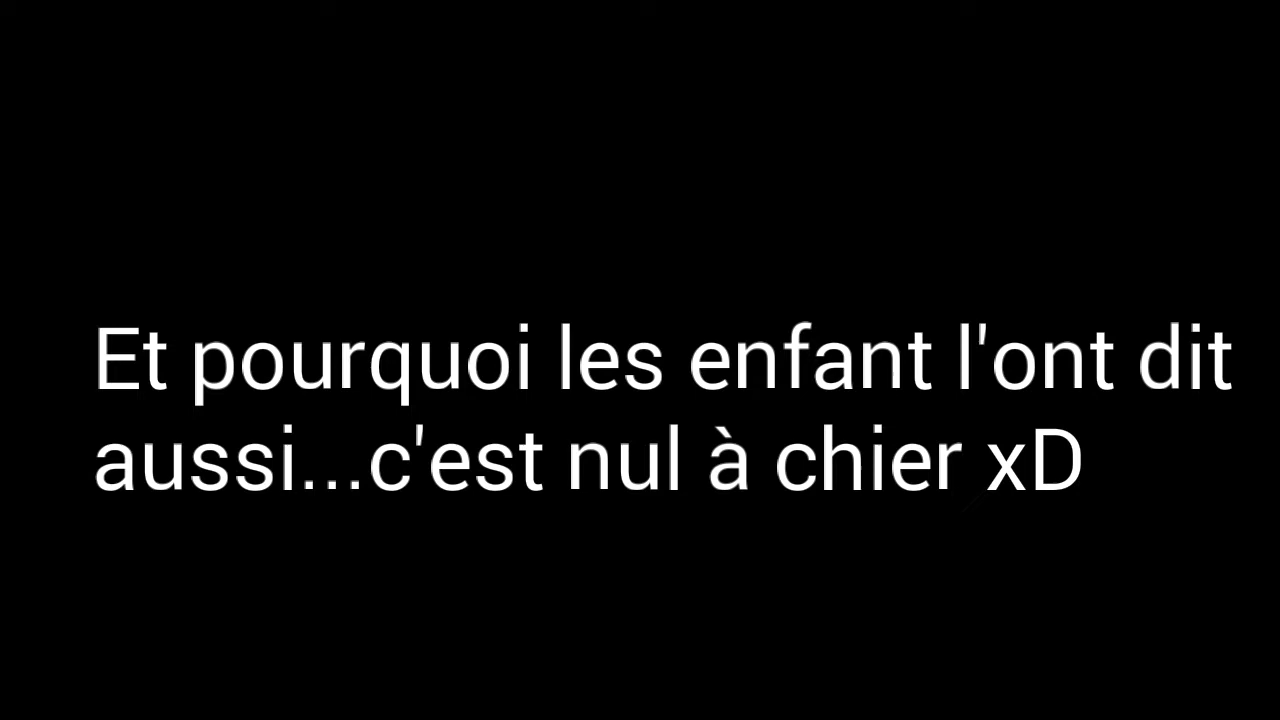 Et pourquoi les enfant l'ont dit
aussi...c'est nul à chier xD